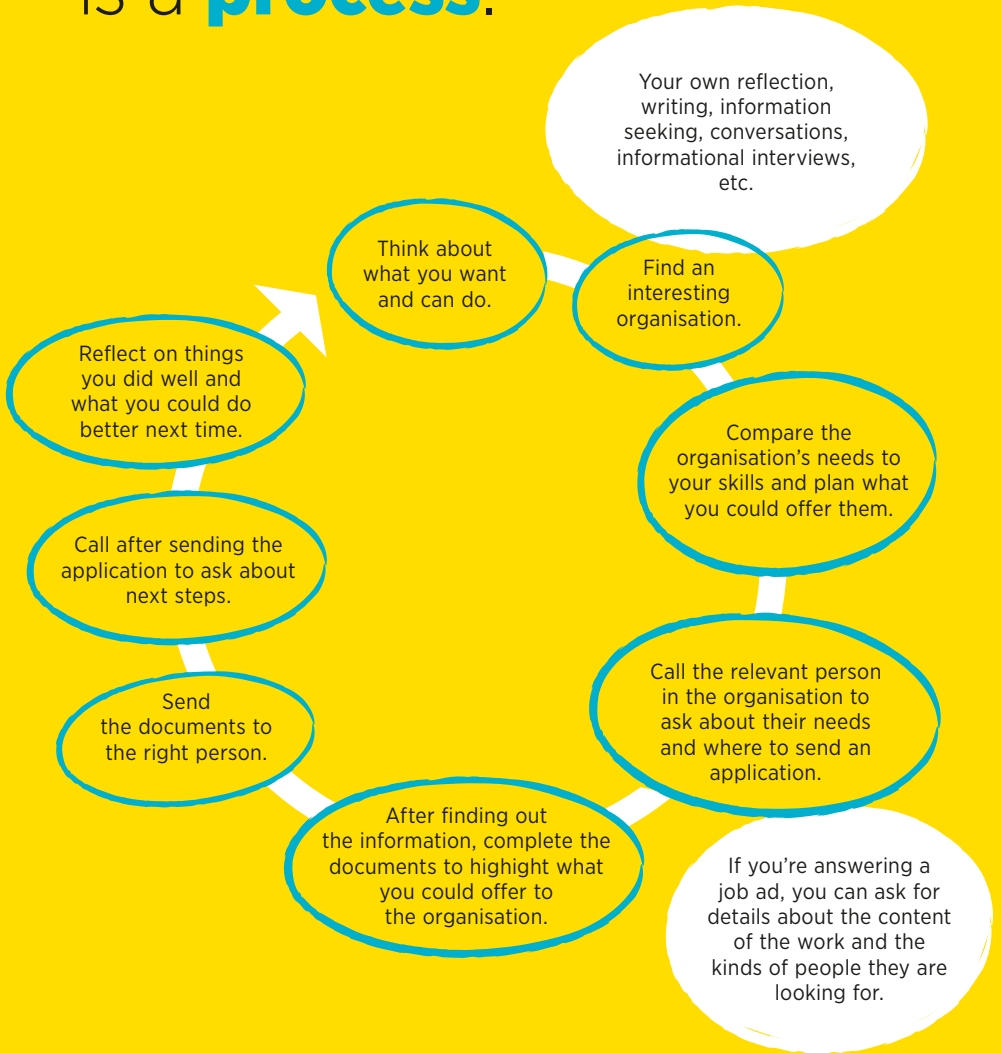 is a process.
Your own reflection,
writing, information
seeking, conversations,
informational interviews,
etc.
Think about
what you want
and can do.
Find an
interesting
organisation.
Compare the
organisation's needs to
your skills and plan what
you could offer them.
Call the relevant person
in the organisation to
ask about their needs
and where to send an
application.
If you're answering a
job ad, you can ask for
details about the content
of the work and the
kinds of people they are
looking for.
After finding out
the information, complete the
documents to highight what
you could offer to
the organisation.
Send
the documents to
the right person.
Call after sending the
application to ask about
next steps.
Reflect on things
you did well and
what you could do
better next time.